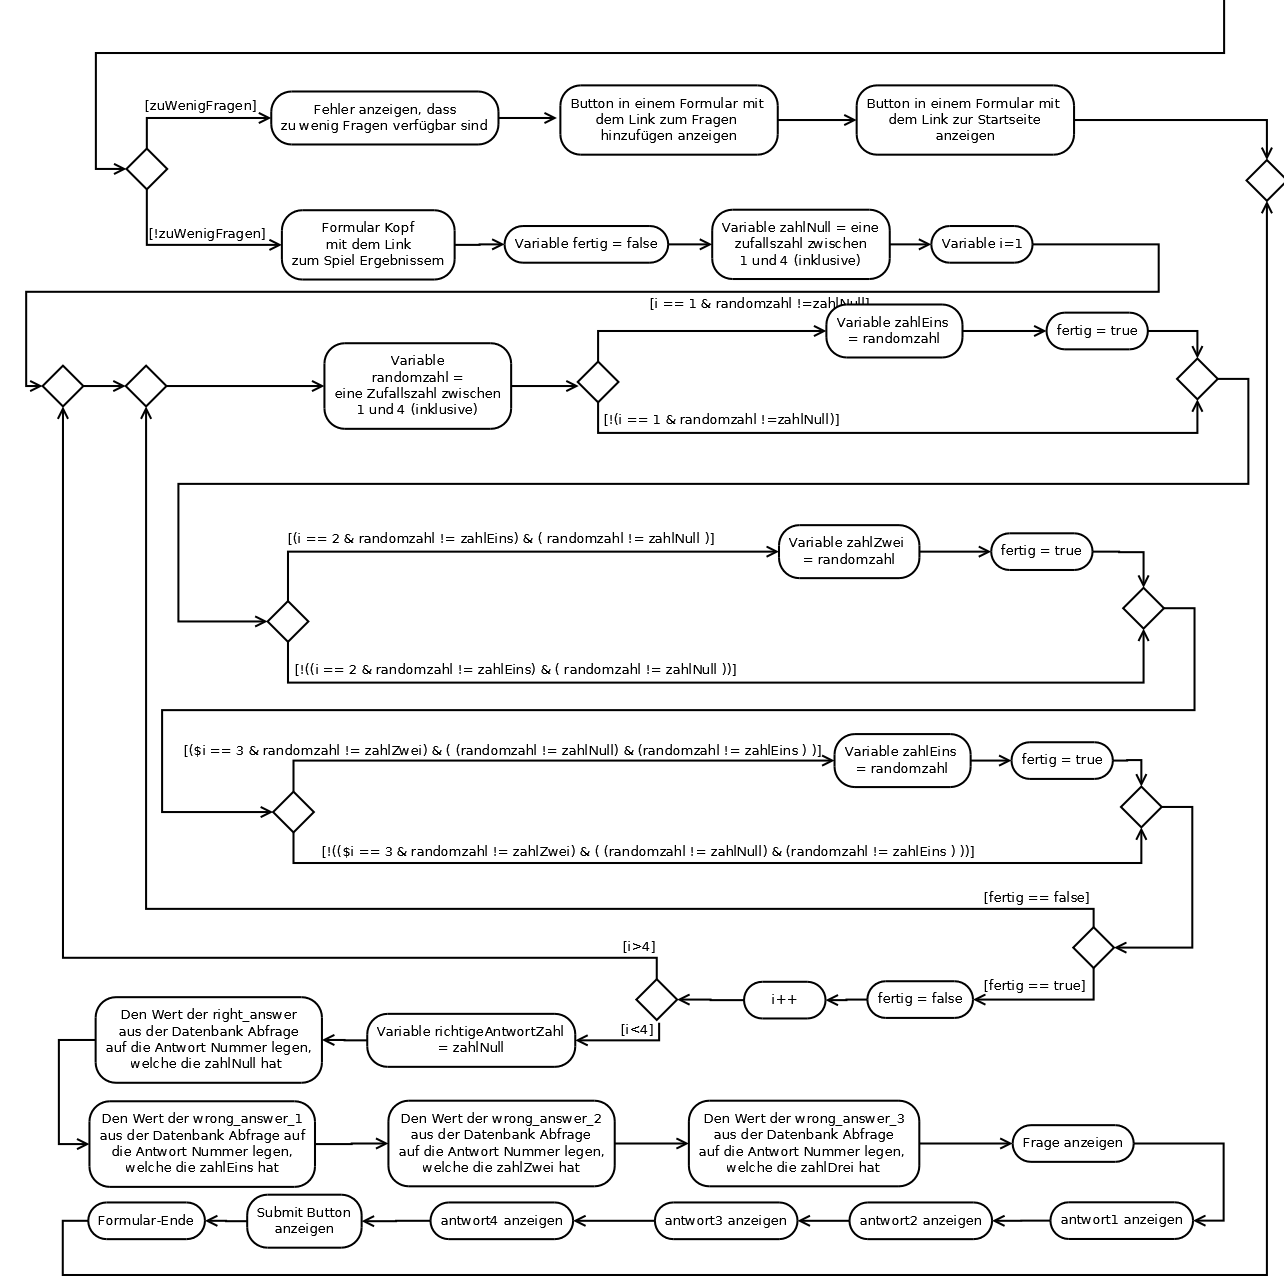 [zuWenigFragen]
Fehler anzeigen, dass
zu wenig Fragen verfügbar sind
Button in einem Formular mit
dem Link zum Fragen
hinzufügen anzeigen
Button in einem Formular mit
dem Link zur Startseite
anzeigen
[!zuWenigFragen]
Formular Kopf
mit dem Link
zum Spiel Ergebnissem
Variable fertig = false
Variable zahlNull = eine
zufallszahl zwischen
1 und 4 (inklusive)
Variable i=1
[i == 1 & randomzahl !=zahlNull]
Variable zahlEins
= randomzahl
fertig = true
Variable
randomzahl =
eine Zufallszahl zwischen
1 und 4 (inklusive)
[!(i == 1 & randomzahl !=zahlNull)]
[(i == 2 & randomzahl != zahlEins) & ( randomzahl != zahlNull )]
Variable zahlZwei
= randomzahl
fertig = true
[!((i == 2 & randomzahl != zahlEins) & ( randomzahl != zahlNull ))]
[($i == 3 & randomzahl != zahlZwei) & ( (randomzahl != zahlNull) & (randomzahl != zahlEins ) )]
Variable zahlEins
= randomzahl
fertig = true
[!(($i == 3 & randomzahl != zahlZwei) & ( (randomzahl != zahlNull) & (randomzahl != zahlEins ) ))]
[fertig == false]
[i>4]
[fertig == true]
fertig = false
i++
[i<4]
Variable richtigeAntwortZahl
= zahlNull
Den Wert der right_answer
aus der Datenbank Abfrage
auf die Antwort Nummer legen,
welche die zahlNull hat
Den Wert der wrong_answer_1
aus der Datenbank Abfrage auf
die Antwort Nummer legen,
welche die zahlEins hat
Den Wert der wrong_answer_2
aus der Datenbank Abfrage
auf die Antwort Nummer legen,
welche die zahlZwei hat
Den Wert der wrong_answer_3
aus der Datenbank Abfrage
auf die Antwort Nummer legen,
welche die zahlDrei hat
Frage anzeigen
antwort1 anzeigen
antwort2 anzeigen
antwort3 anzeigen
antwort4 anzeigen
Submit Button
anzeigen
Formular-Ende